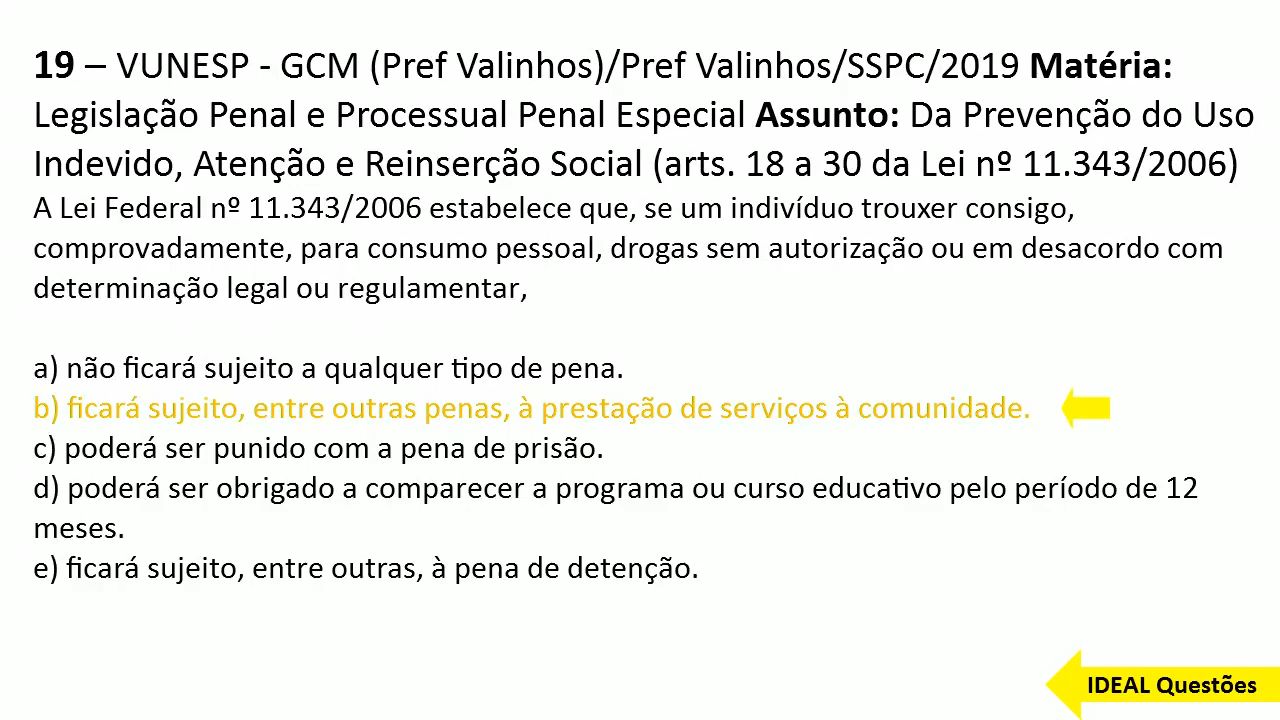 19 – VUNESP - GCM (Pref Valinhos)/Pref Valinhos/SSPC/2019 Matéria:
Legislação Penal e Processual Penal Especial Assunto: Da Prevenção do Uso
Indevido, Atenção e Reinserção Social (arts. 18 a 30 da Lei nº 11.343/2006)
A Lei Federal nº 11.343/2006 estabelece que, se um indivíduo trouxer consigo,
comprovadamente, para consumo pessoal, drogas sem autorização ou em desacordo com
determinação legal ou regulamentar,
a) não ficará sujeito a qualquer tipo de pena.
b) ficará sujeito, entre outras penas, à prestação de serviços à comunidade.
c) poderá ser punido com a pena de prisão.
d) poderá ser obrigado a comparecer a programa ou curso educativo pelo período de 12
meses.
e) ficará sujeito, entre outras, à pena de detenção.
IDEAL Questões